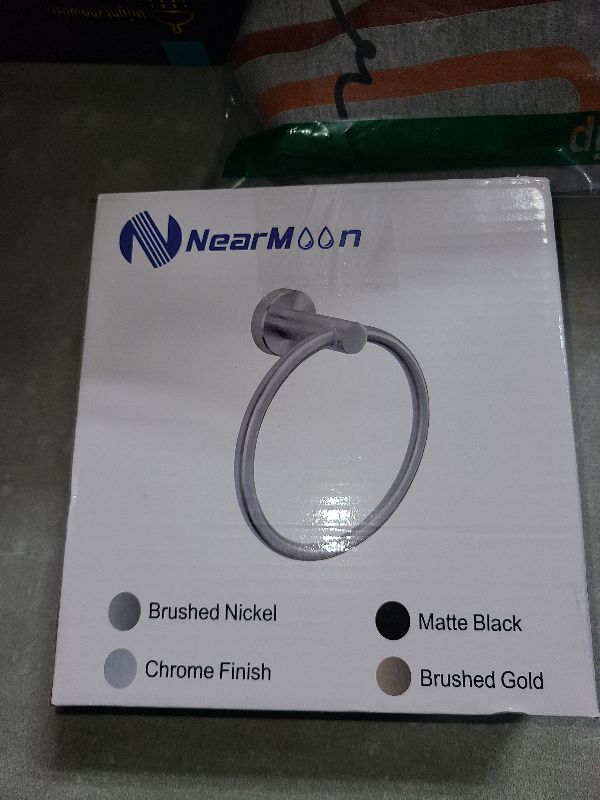 NearMoon
Brushed Nickel
Matte Black
Chrome Finish
Brushed Gold